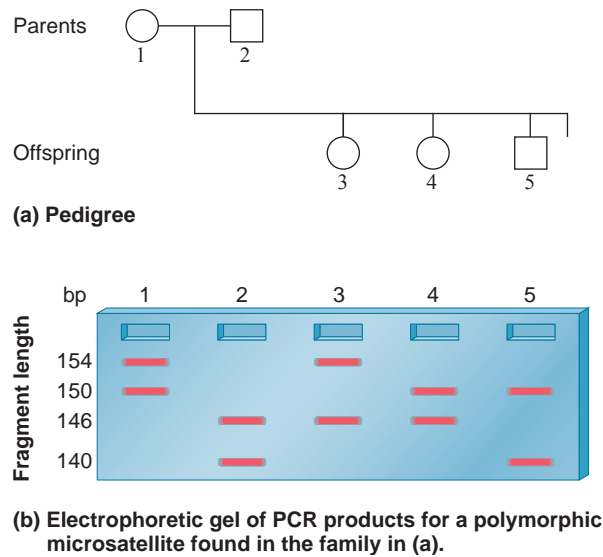 Parents
1 2
Offspring
3 4 5
(a) Pedigree
bp 1 2 3 4 5
Fragment length
154
150
146
140
(b) Electrophoretic gel of PCR products for a polymorphic
microsatellite found in the family in (a).